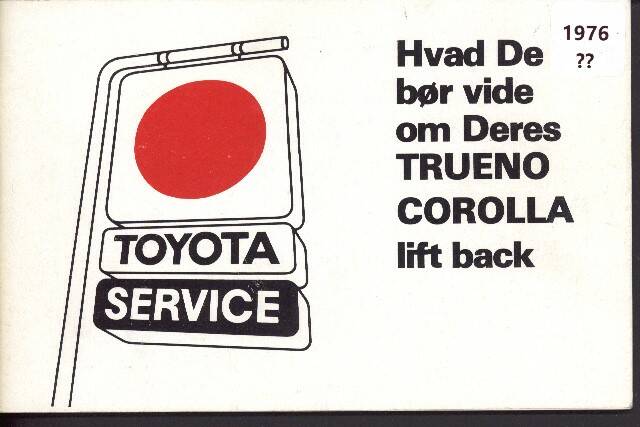 1976
??
Hvad De
bør vide
om Deres
TRUENO
COROLLA
lift back
TOYOTA
SERVICE